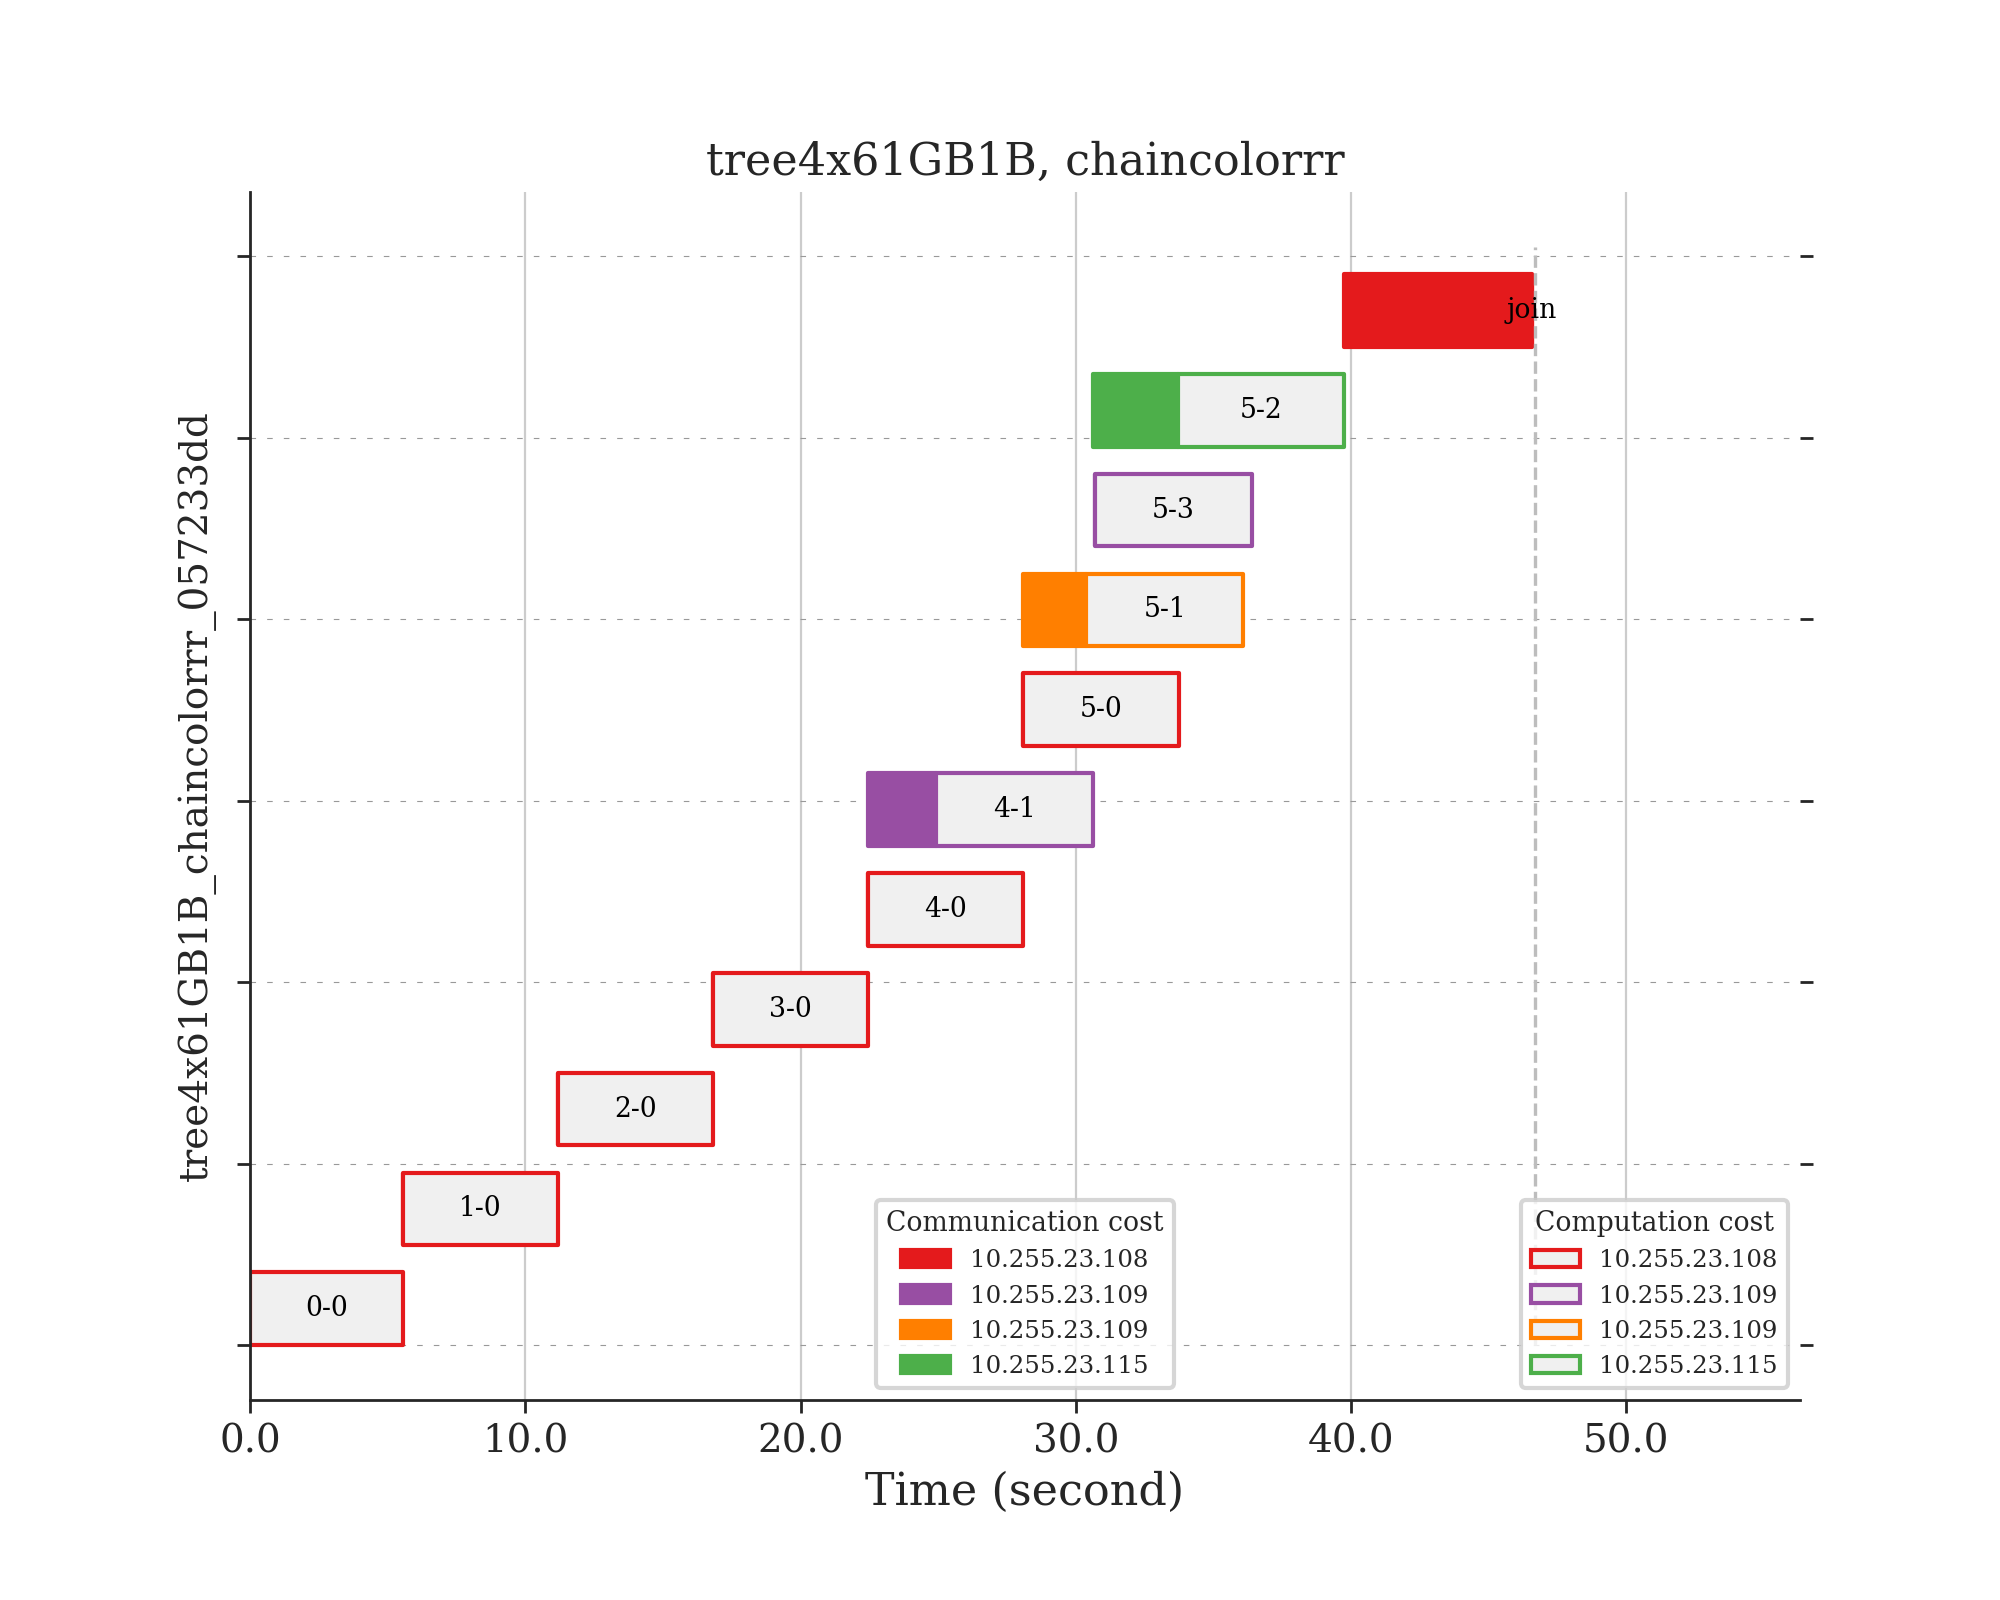 tree4x61GB1B, chaincolorrr
tree4x61GB1B_chaincolorrr_057233dd
join
5-2
5-3
5-1
5-0
4-1
4-0
3-0
2-0
1-0
0-0
Communication cost
10.255.23.108
10.255.23.109
10.255.23.109
10.255.23.115
Computation cost
10.255.23.108
10.255.23.109
10.255.23.109
10.255.23.115
0.0 10.0 20.0 30.0 40.0 50.0
Time (second)